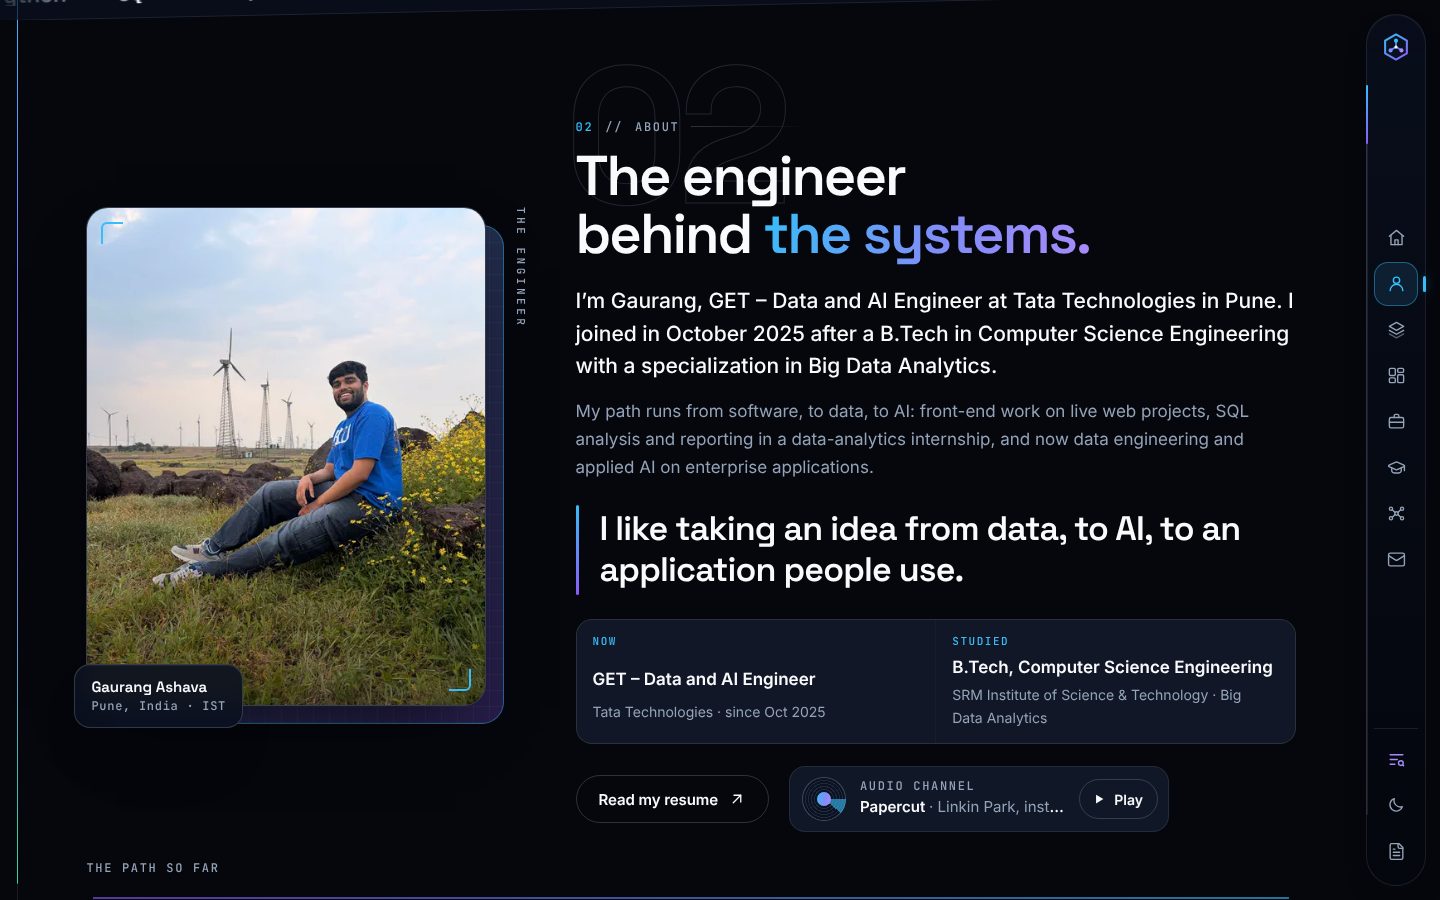 02
02 // ABOUT
The engineer
behind the systems.
THE ENGINEER
I'm Gaurang, GET – Data and AI Engineer at Tata Technologies in Pune. I
joined in October 2025 after a B.Tech in Computer Science Engineering
with a specialization in Big Data Analytics.
My path runs from software, to data, to AI: front-end work on live web projects, SQL
analysis and reporting in a data-analytics internship, and now data engineering and
applied AI on enterprise applications.
I like taking an idea from data, to AI, to an
application people use.
Gaurang Ashava
Pune, India · IST
NOW
GET – Data and AI Engineer
Tata Technologies · since Oct 2025
STUDIED
B.Tech, Computer Science Engineering
SRM Institute of Science & Technology · Big
Data Analytics
Read my resume
AUDIO CHANNEL
Papercut · Linkin Park, inst...
Play
THE PATH SO FAR